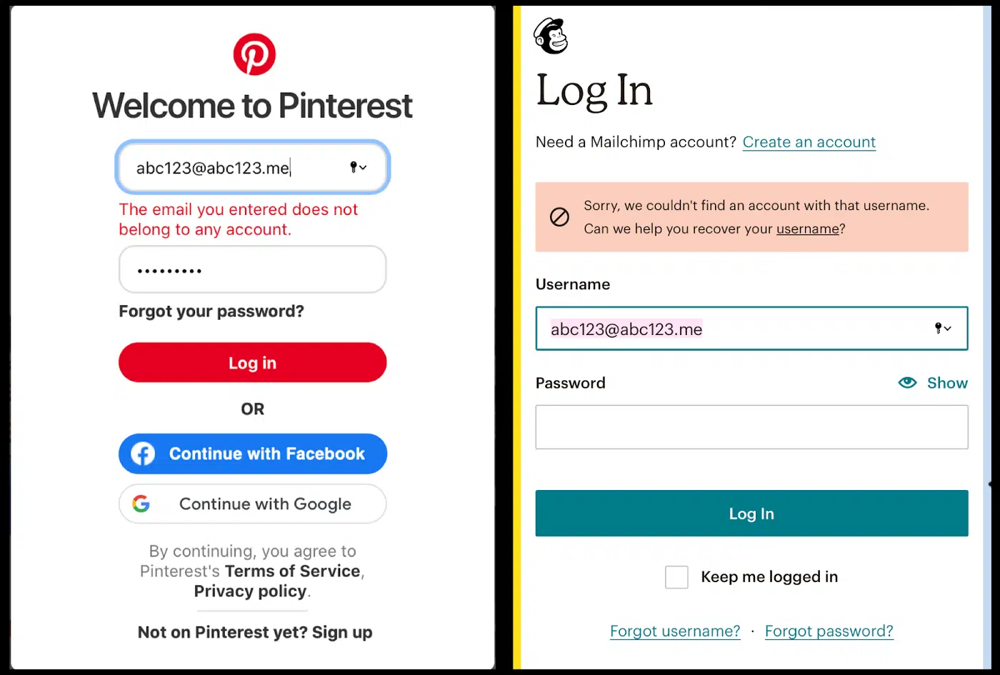 Welcome to Pinterest
abc123@abc123.me
The email you entered does not
belong to any account.
•••••••••
Forgot your password?
Log in
OR
Continue with Facebook
Continue with Google
By continuing, you agree to
Pinterest's Terms of Service,
Privacy policy.
Not on Pinterest yet? Sign up
Log In
Need a Mailchimp account? Create an account
Sorry, we couldn't find an account with that username.
Can we help you recover your username?
Username
abc123@abc123.me
Password
Show
Log In
Keep me logged in
Forgot username? · Forgot password?